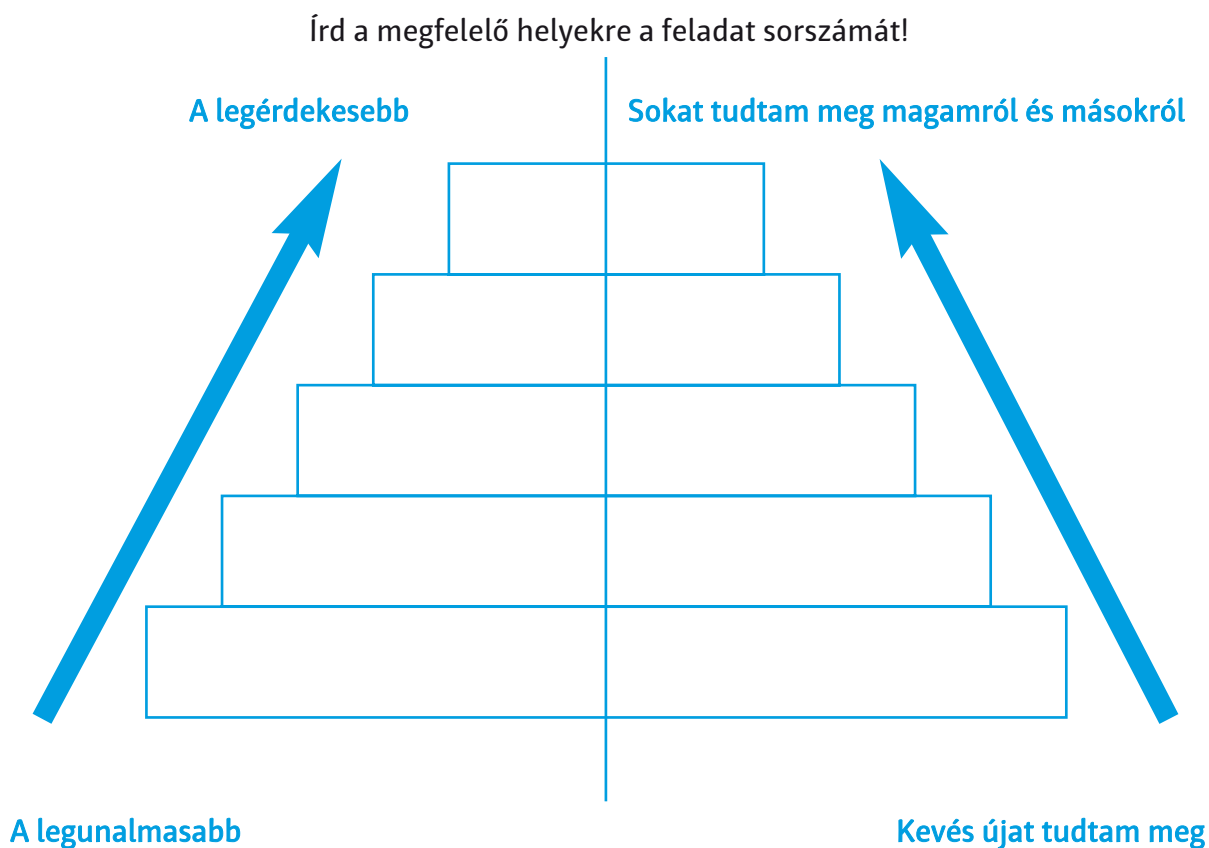 Írd a megfelelő helyekre a feladat sorszámát!
A legérdekesebb
Sokat tudtam meg magamról és másokról
A legunalmasabb
Kevés újat tudtam meg